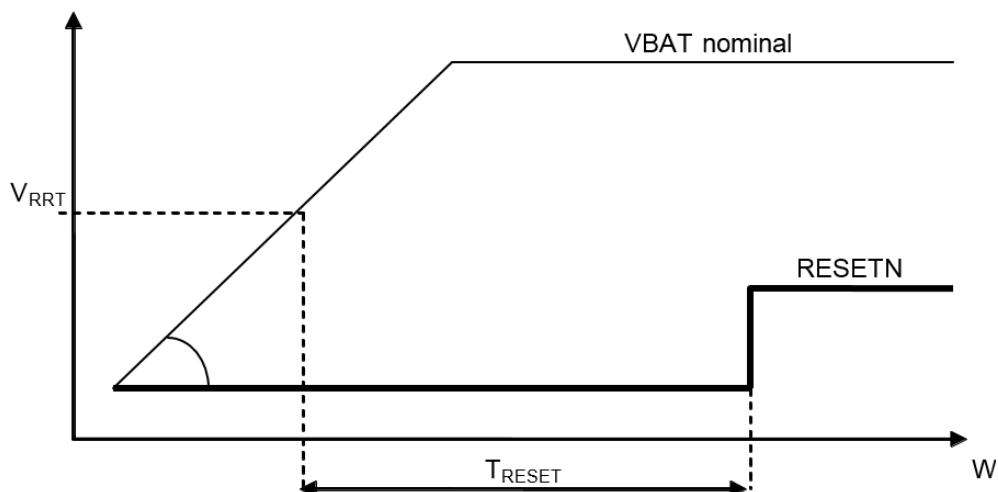 VBAT nominal
VRRT
RESETN
TRESET
W